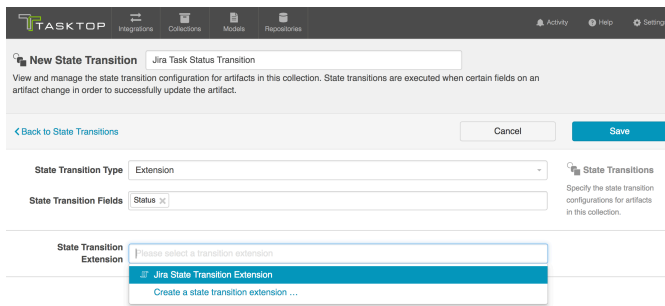 TASKTOP
Integrations Collections Models Repositories Activity Help Setting
New State Transition Jira Task Status Transition
View and manage the state transition configuration for artifacts in this collection. State transitions are executed when certain fields on an
artifact change in order to successfully update the artifact.
Back to State Transitions Cancel Save
State Transition Type Extension
State Transitions
Specify the state transition
configurations for artifacts
in this collection.
State Transition Fields Status ×
State Transition
Extension
Please select a transition extension
Jira State Transition Extension
Create a state transition extension ...